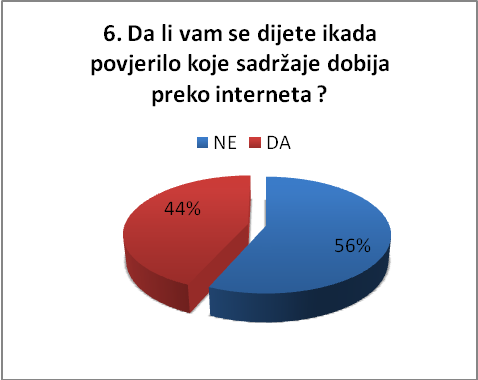 6. Da li vam se dijete ikada
povjerilo koje sadržaje dobija
preko interneta ?
NE DA
44%
56%